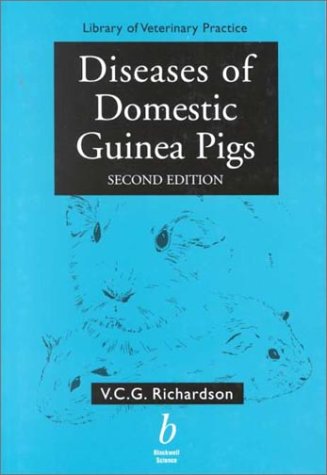 Library of Veterinary Practice
Diseases of
Domestic
Guinea Pigs
SECOND EDITION
V.C.G. Richardson
b
Blackwell
Science